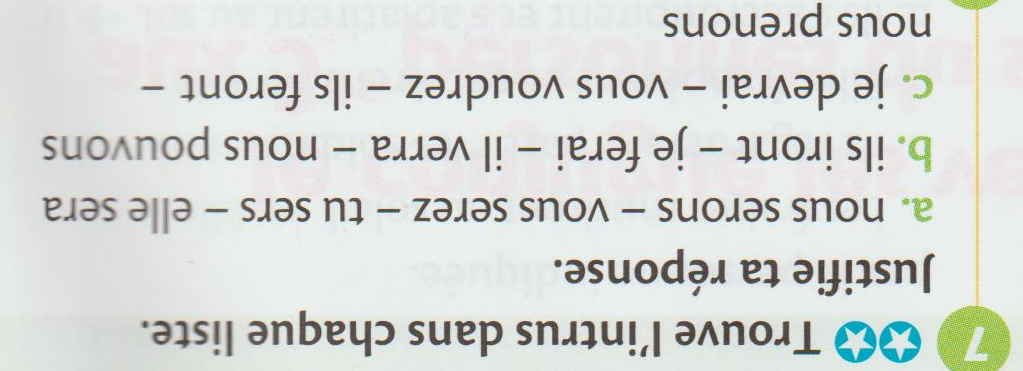 7 Trouve l'intrus dans chaque liste.
Justifie ta réponse.
a. nous serons – vous serez – tu sers – elle sera
b. ils iront – je ferai – il verra – nous pouvons
c. je devrai – vous voudrez – ils feront –
nous prenons